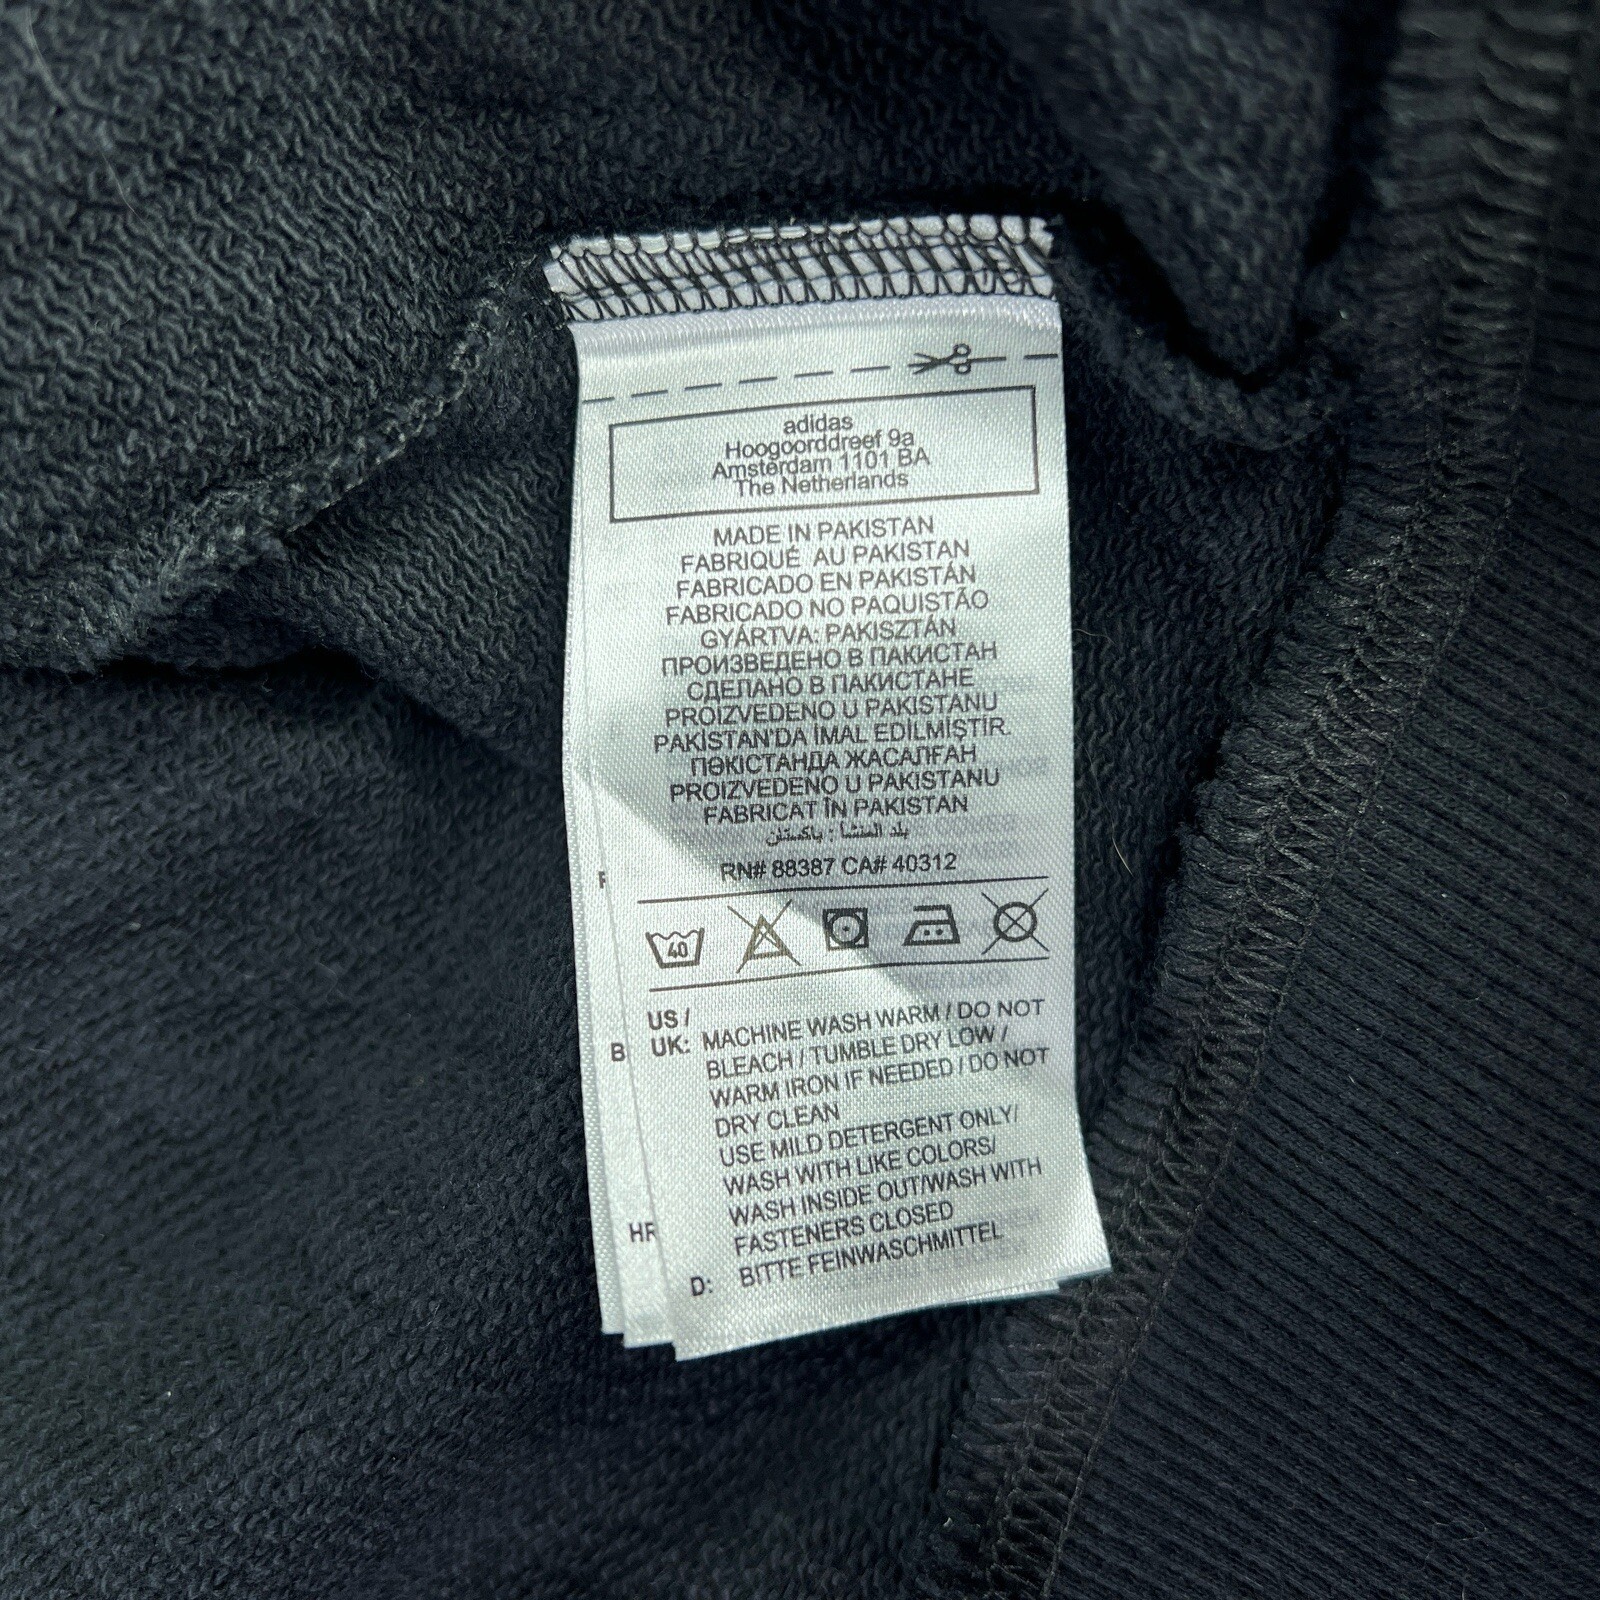 adidas
Hoogoorddreef 9a
Amsterdam 1101 BA
The Netherlands
MADE IN PAKISTAN
FABRIQUÉ AU PAKISTAN
FABRICADO EN PAKISTÁN
FABRICADO NO PAQUISTÃO
GYÁRTVA: PAKISZTÁN
ПРОИЗВЕДЕНО В ПАКИСТАН
СДЕЛАНО В ПАКИСТАНЕ
PROIZVEDENO U PAKISTANU
PAKİSTAN'DA İMAL EDİLMİŞTİR.
ПӘКІСТАНДА ЖАСАЛҒАН
PROIZVEDENO U PAKISTANU
FABRICAT ÎN PAKISTAN
بلد المنشأ : باكستان
RN# 88387 CA# 40312
40
US /
UK: MACHINE WASH WARM / DO NOT
BLEACH / TUMBLE DRY LOW /
WARM IRON IF NEEDED / DO NOT
DRY CLEAN
USE MILD DETERGENT ONLY/
WASH WITH LIKE COLORS/
WASH INSIDE OUT/WASH WITH
FASTENERS CLOSED
D: BITTE FEINWASCHMITTEL
B
HR